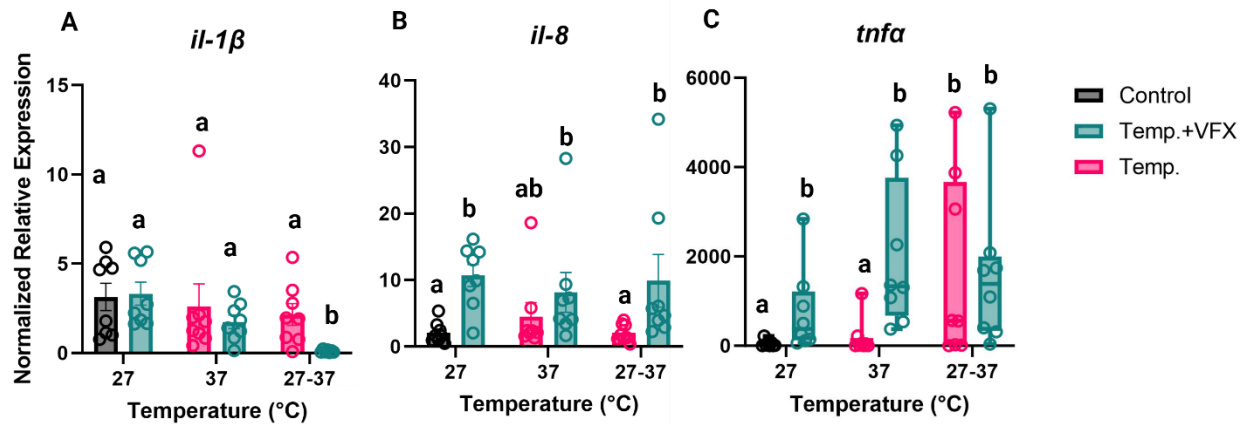 A
il-1β
Normalized Relative Expression
15
10
5
0
a
a
a
a
a
b
27
37
27-37
Temperature (°C)
B
il-8
40
30
20
10
0
a
b
ab
b
a
b
27
37
27-37
Temperature (°C)
C
tnfα
6000
4000
2000
0
a
b
a
b
b
b
27
37
27-37
Temperature (°C)
Control
Temp.+VFX
Temp.